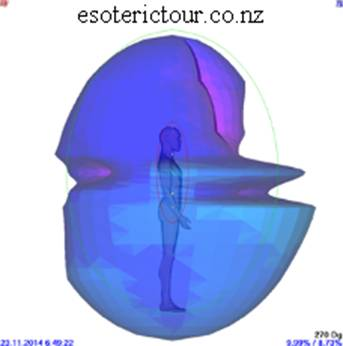 esoterictour.co.nz
270 Dg
23.11.2014 6:49:22
9.99% / 8.73%